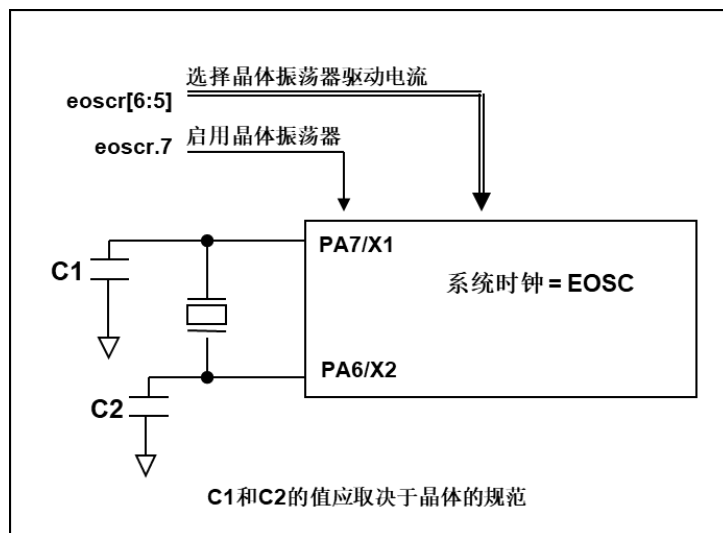 选择晶体振荡器驱动电流
eoscr[6:5]
启用晶体振荡器
eoscr.7
PA7/X1
C1
系统时钟 = EOSC
PA6/X2
C2
C1和C2的值应取决于晶体的规范